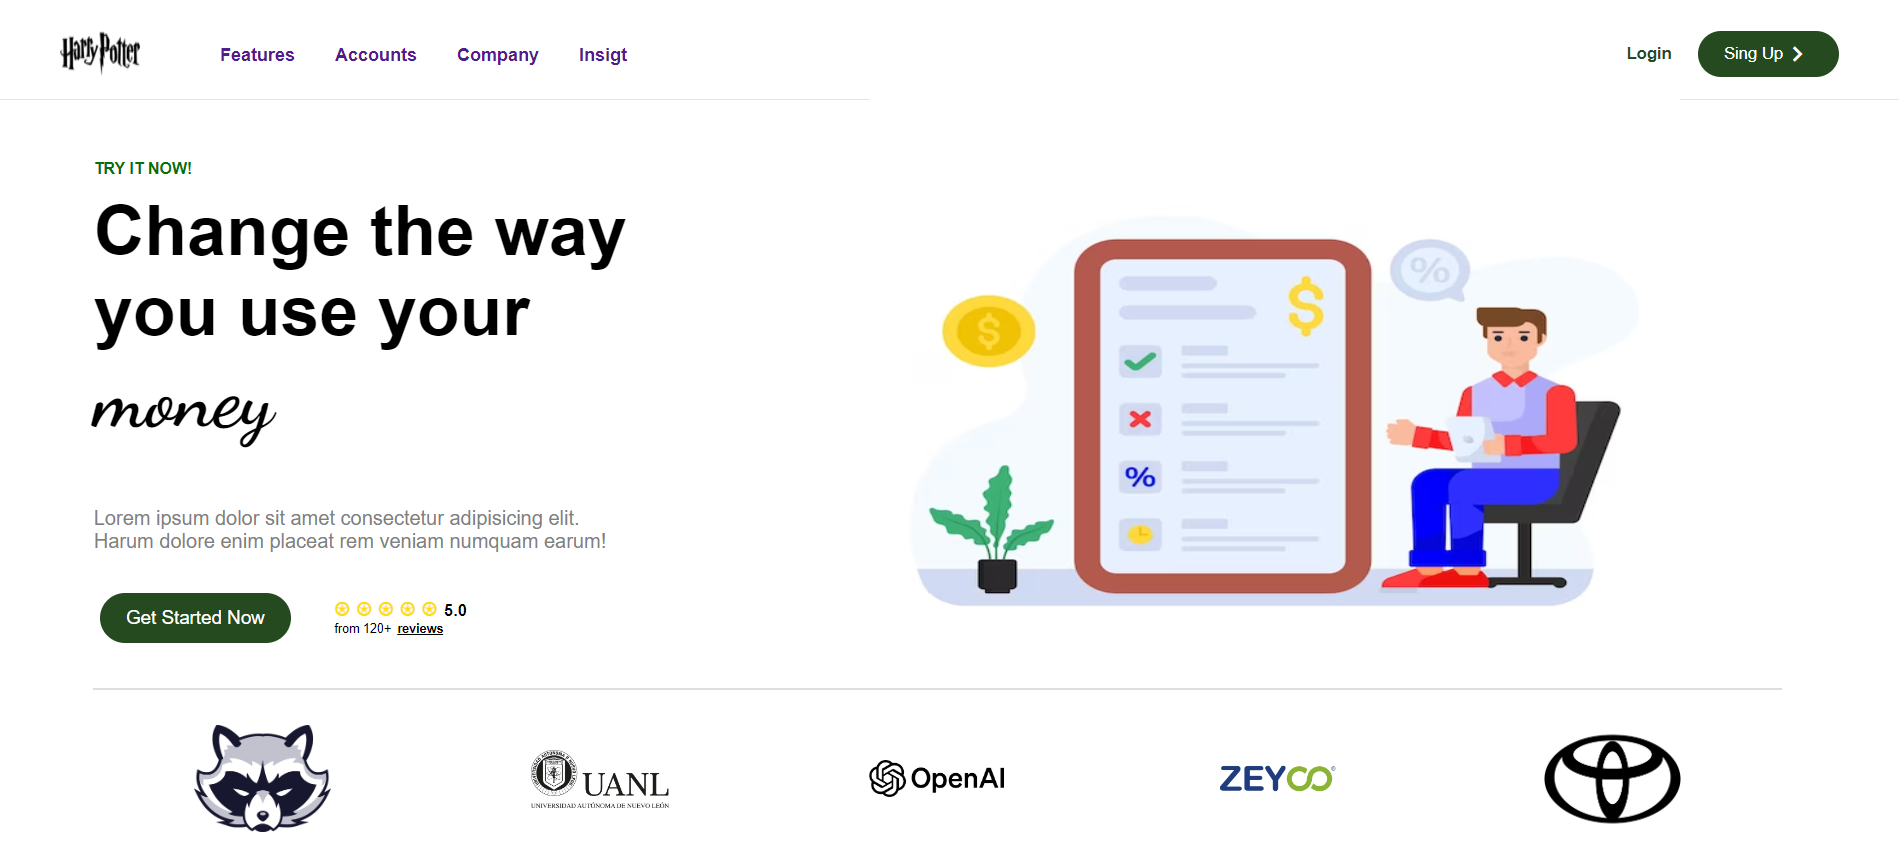 Harry Potter
Features Accounts Company Insigt
Login
Sing Up
TRY IT NOW!
Change the way
you use your
money
Lorem ipsum dolor sit amet consectetur adipisicing elit.
Harum dolore enim placeat rem veniam numquam earum!
Get Started Now
5.0
from 120+ reviews
$
$
%
%
UANL
UNIVERSIDAD AUTÓNOMA DE NUEVO LEÓN
OpenAI
ZEYCO®